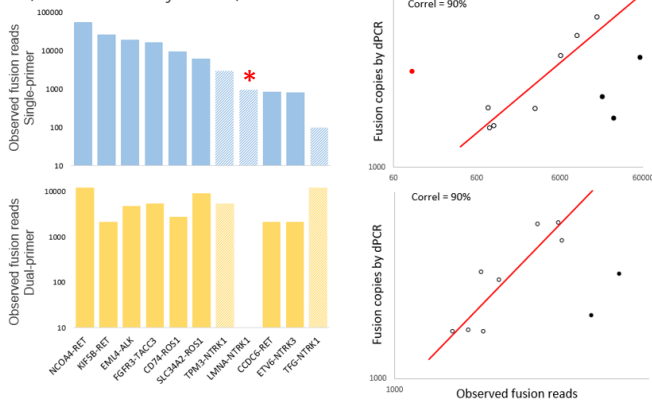 Correl = 90%
100000
10000
1000
100
10
Observed fusion reads
Single-primer
*
Fusion copies by dPCR
1000
60
600
6000
60000
10000
1000
100
10
Observed fusion reads
Dual-primer
NCOA4-RET
KIF5B-RET
EML4-ALK
FGFR3-TACC3
CD74-ROS1
SLC34A2-ROS1
TPM3-NTRK1
LMNA-NTRK1
CCDC6-RET
ETV6-NTRK3
TFG-NTRK1
Correl = 90%
Fusion copies by dPCR
1000
1000
Observed fusion reads